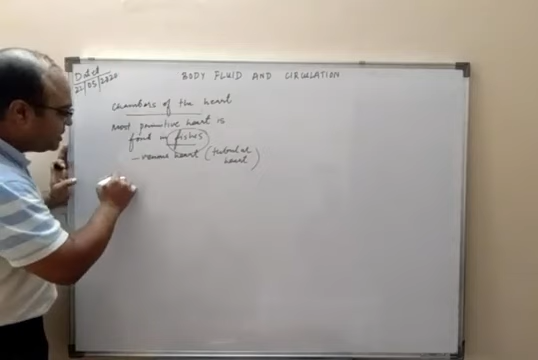 Date
21/05/2020
BODY FLUID AND CIRCULATION
Chambers of the heart
Most primitive heart is
found in fishes
- venous heart (tubular
heart)